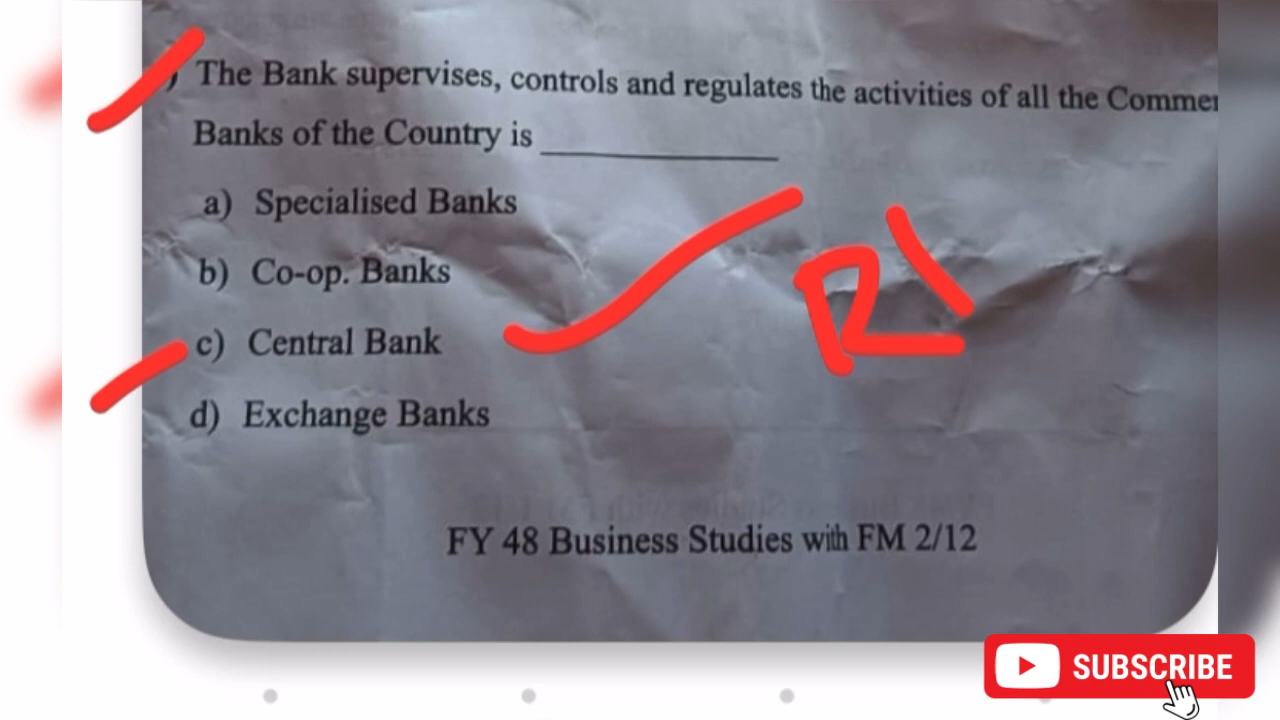 The Bank supervises, controls and regulates the activities of all the Commer
Banks of the Country is
a) Specialised Banks
b) Co-op. Banks
c) Central Bank
d) Exchange Banks
FY 48 Business Studies with FM 2/12
SUBSCRIBE